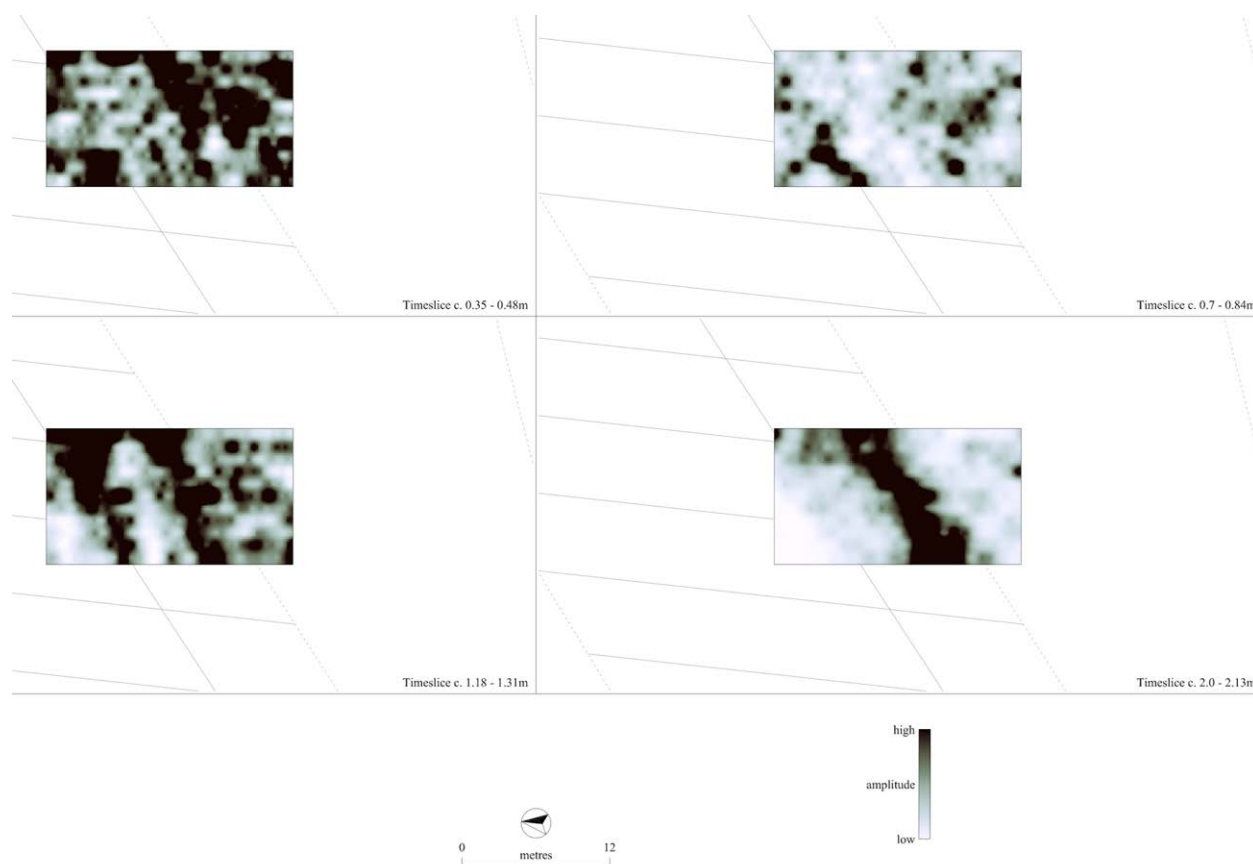 Timeslice c. 0.35 - 0.48m
Timeslice c. 0.7 - 0.84m
Timeslice c. 1.18 - 1.31m
Timeslice c. 2.0 - 2.13m
high
amplitude
low
0 12
metres